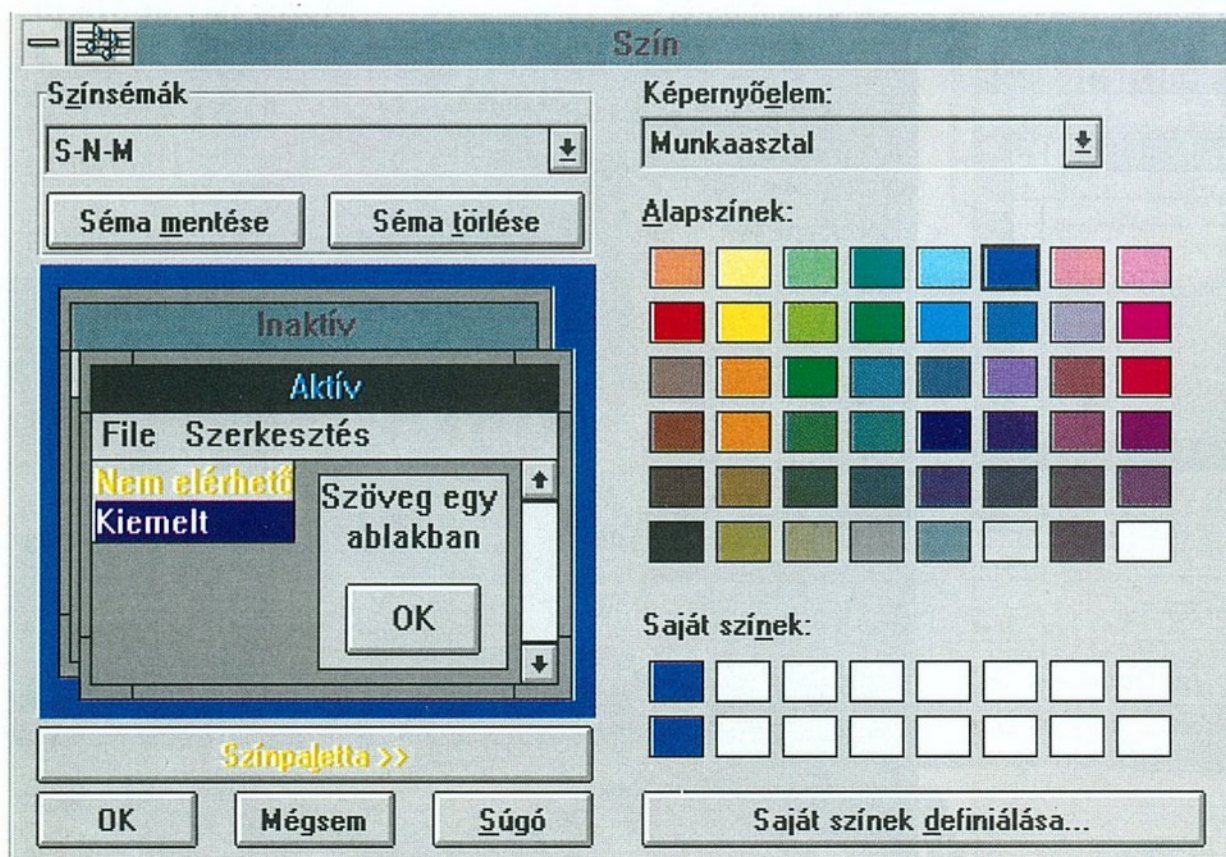 Szín
Színsémák
S-N-M
Séma mentése
Séma törlése
Inaktív
Aktív
File Szerkesztés
Nem elérhető
Kiemelt
Szöveg egy
ablakban
OK
Színpaletta >>
OK
Mégsem
Súgó
Képernyőelem:
Munkaasztal
Alapszínek:
Saját színek:
Saját színek definiálása...